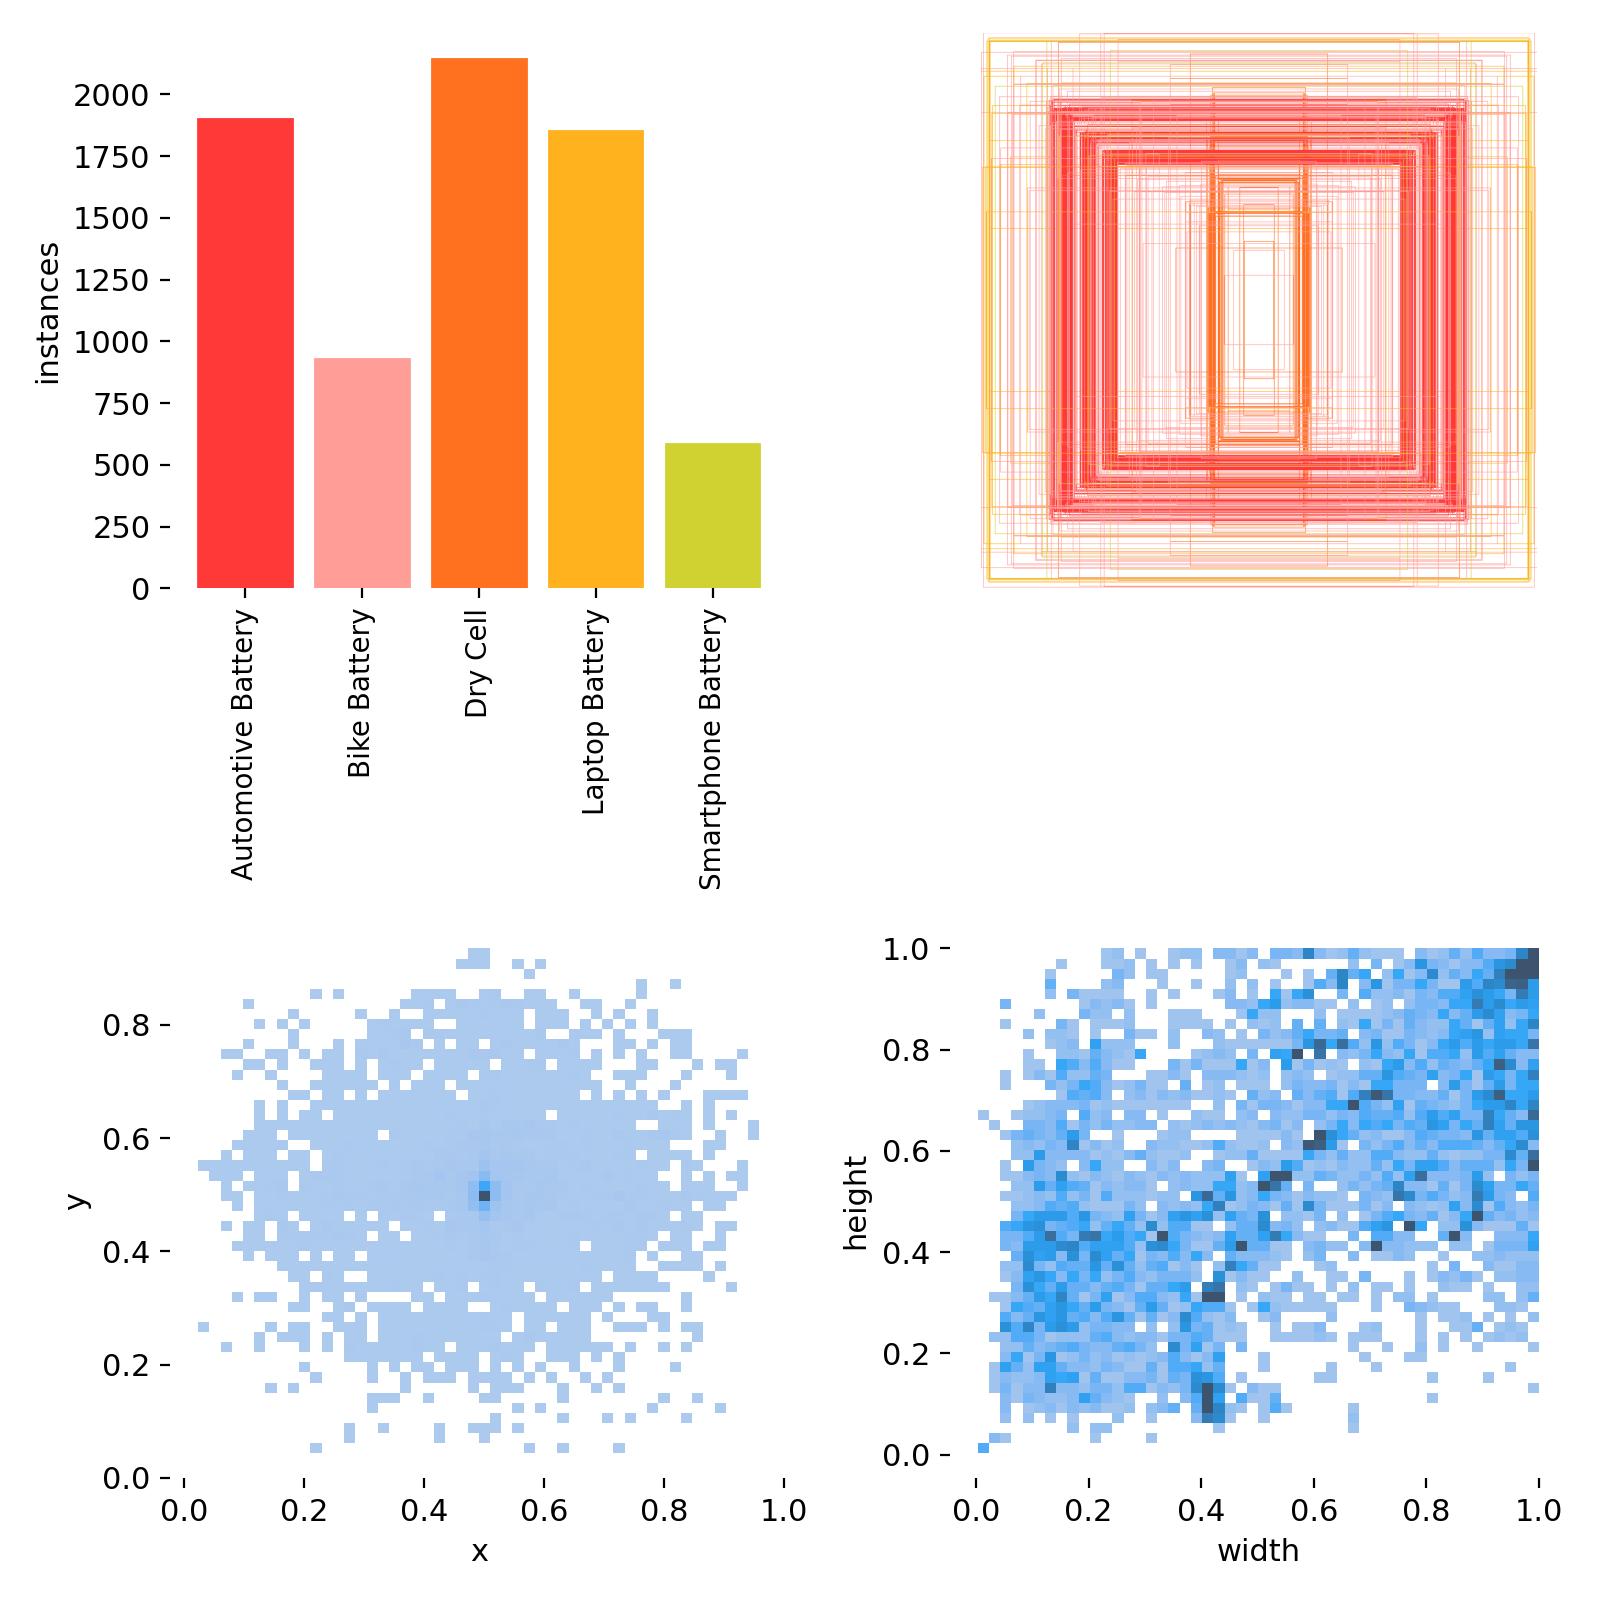 instances
2000
1750
1500
1250
1000
750
500
250
0
Automotive Battery
Bike Battery
Dry Cell
Laptop Battery
Smartphone Battery
y
0.8
0.6
0.4
0.2
0.0
0.0 0.2 0.4 0.6 0.8 1.0
x
height
1.0
0.8
0.6
0.4
0.2
0.0
0.0 0.2 0.4 0.6 0.8 1.0
width